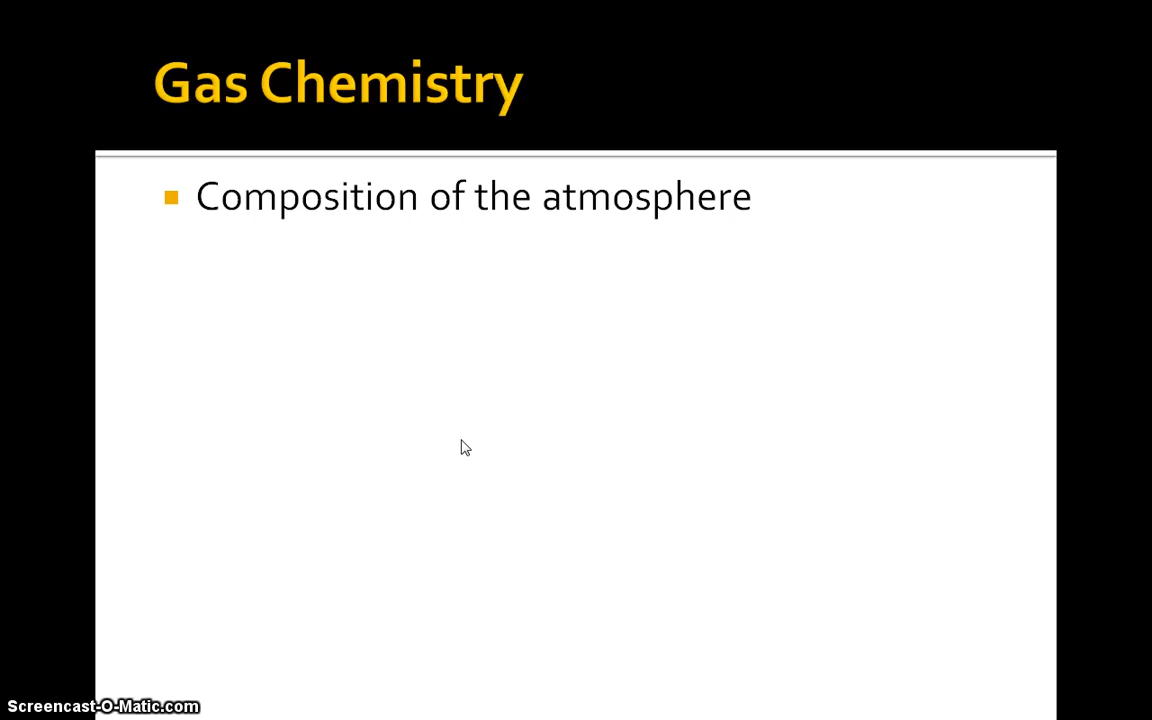 Gas Chemistry
Composition of the atmosphere
Screencast-O-Matic.com